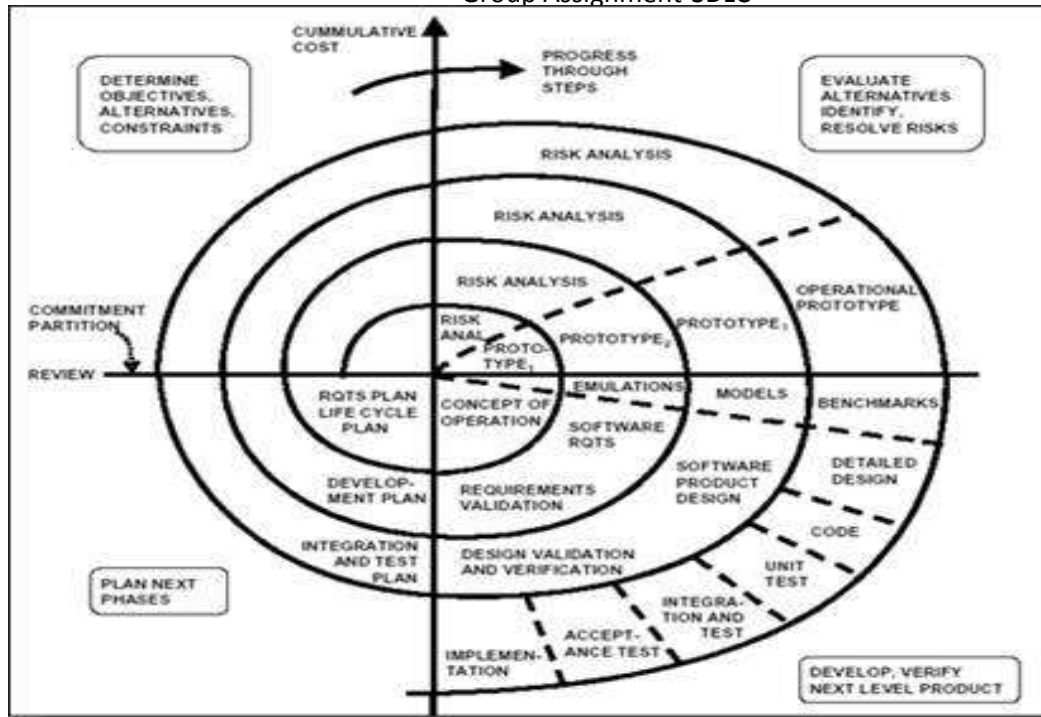 Group Assignment SDLC
CUMMULATIVE
COST
PROGRESS
THROUGH
STEPS
DETERMINE
OBJECTIVES,
ALTERNATIVES,
CONSTRAINTS
EVALUATE
ALTERNATIVES
IDENTIFY,
RESOLVE RISKS
RISK ANALYSIS
RISK ANALYSIS
RISK ANALYSIS
RISK
ANAL
PROTO-
TYPE₁
PROTOTYPE₂
PROTOTYPE
OPERATIONAL
PROTOTYPE
COMMITMENT
PARTITION
REVIEW
RQTS PLAN
LIFE CYCLE
PLAN
CONCEPT OF
OPERATION
EMULATIONS
MODELS
BENCHMARKS
SOFTWARE
RQTS
SOFTWARE
PRODUCT
DESIGN
DETAILED
DESIGN
DEVELOP-
MENT PLAN
REQUIREMENTS
VALIDATION
CODE
INTEGRATION
AND TEST
PLAN
DESIGN VALIDATION
AND VERIFICATION
UNIT
TEST
PLAN NEXT
PHASES
INTEGRA-
TION AND
TEST
ACCEPT-
ANCE TEST
IMPLEMEN-
TATION
DEVELOP, VERIFY
NEXT LEVEL PRODUCT